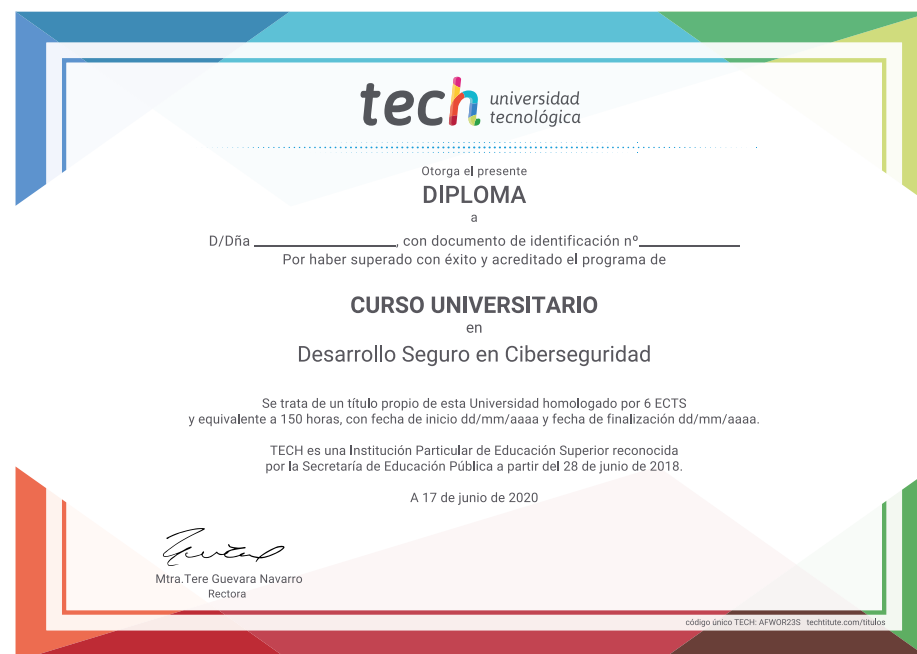 tech universidad
tecnológica
Otorga el presente
DIPLOMA
a
D/Dña ______________, con documento de identificación nº__________
Por haber superado con éxito y acreditado el programa de
CURSO UNIVERSITARIO
en
Desarrollo Seguro en Ciberseguridad
Se trata de un título propio de esta Universidad homologado por 6 ECTS
y equivalente a 150 horas, con fecha de inicio dd/mm/aaaa y fecha de finalización dd/mm/aaaa.
TECH es una Institución Particular de Educación Superior reconocida
por la Secretaría de Educación Pública a partir del 28 de junio de 2018.
A 17 de junio de 2020
Mtra.Tere Guevara Navarro
Rectora
código único TECH: AFWOR23S techtitute.com/titulos